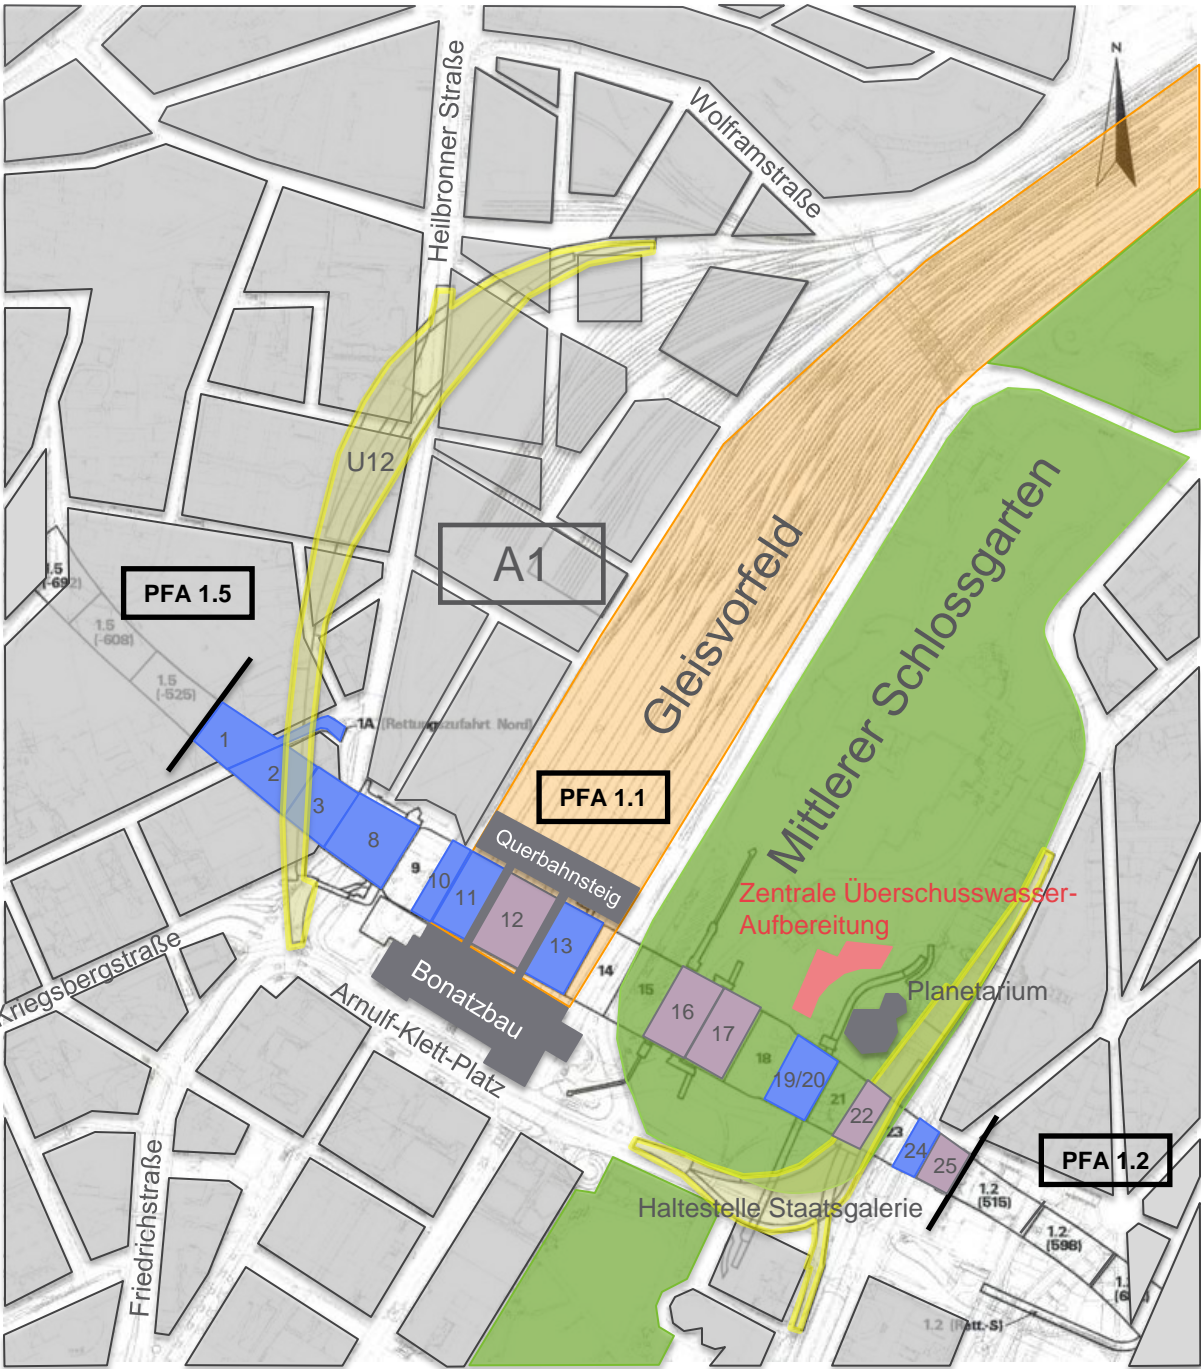 N
Heilbronner Straße
Wolframstraße
U12
A1
1.5
(-692)
PFA 1.5
1.5
(-608)
1.5
(-525)
Gleisvorfeld
Mittlerer Schlossgarten
1A (Rettungszufahrt Nord)
1
2
3
8
9
10
11
12
13
14
15
16
17
18
19/20
21
22
23
24
25
PFA 1.1
Querbahnsteig
Bonatzbau
Zentrale Überschusswasser-
Aufbereitung
Planetarium
Kriegsbergstraße
Arnulf-Klett-Platz
Friedrichstraße
Haltestelle Staatsgalerie
PFA 1.2
1.2
(515)
1.2
(598)
1.2 (Rett.-S)